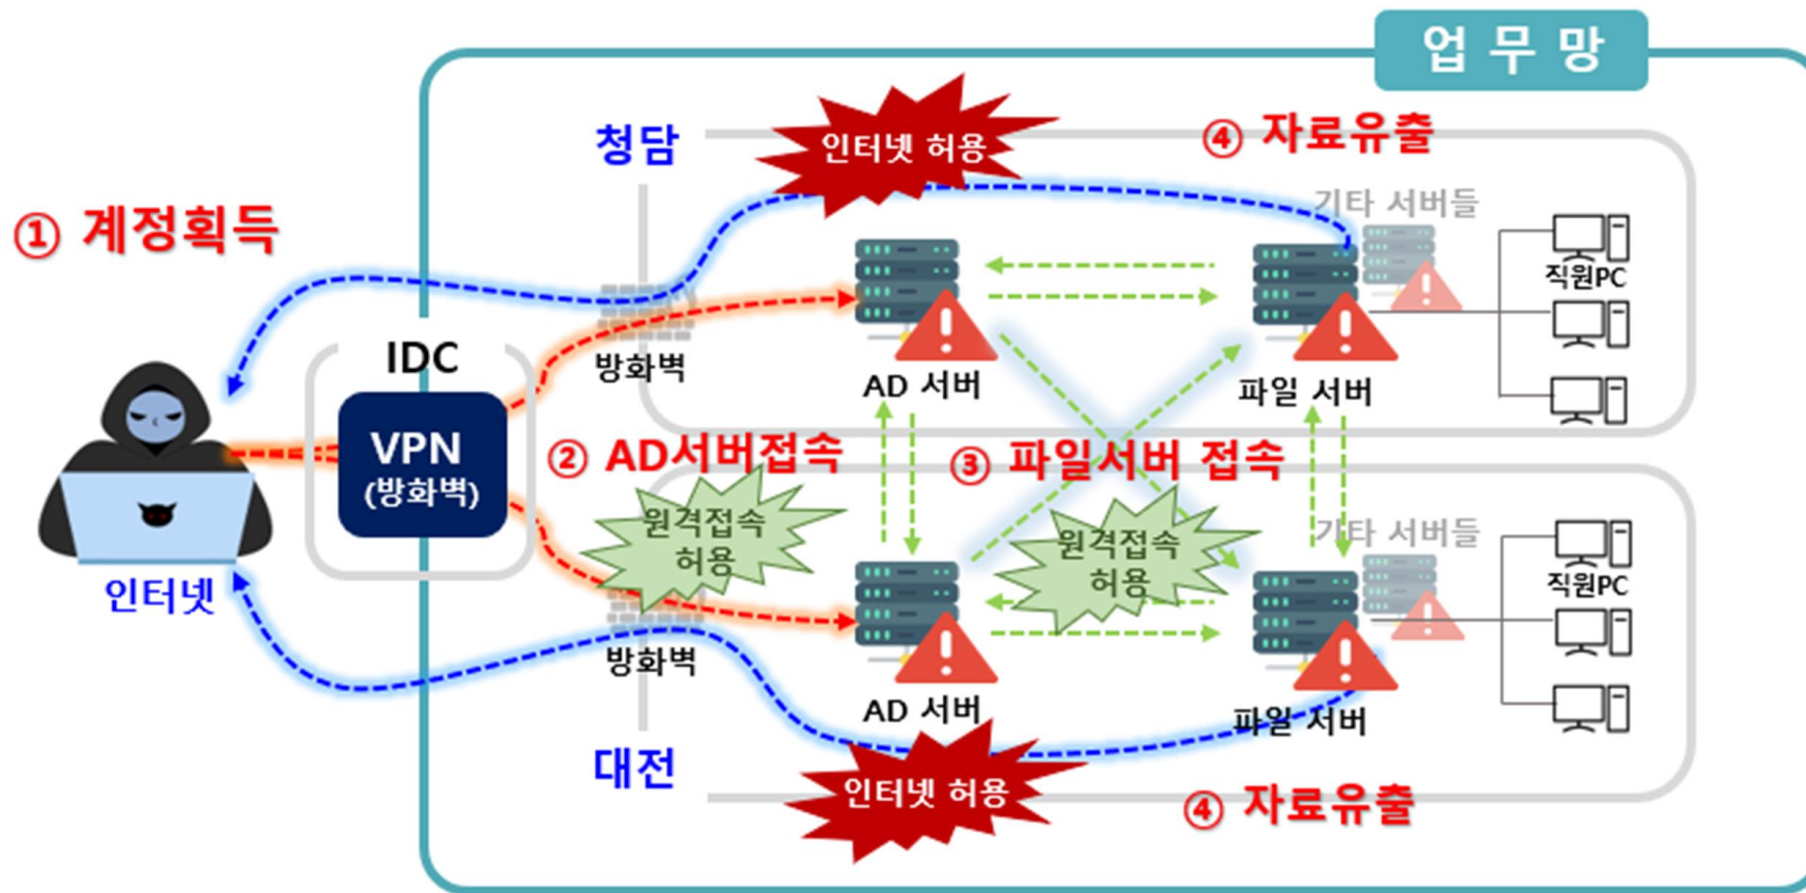 업 무 망
청담
인터넷 허용
④ 자료유출
① 계정획득
기타 서버들
직원PC
IDC
방화벽
AD 서버
파일 서버
VPN
(방화벽)
② AD서버접속
③ 파일서버 접속
원격접속
허용
원격접속
허용
기타 서버들
직원PC
인터넷
방화벽
AD 서버
파일 서버
대전
인터넷 허용
④ 자료유출